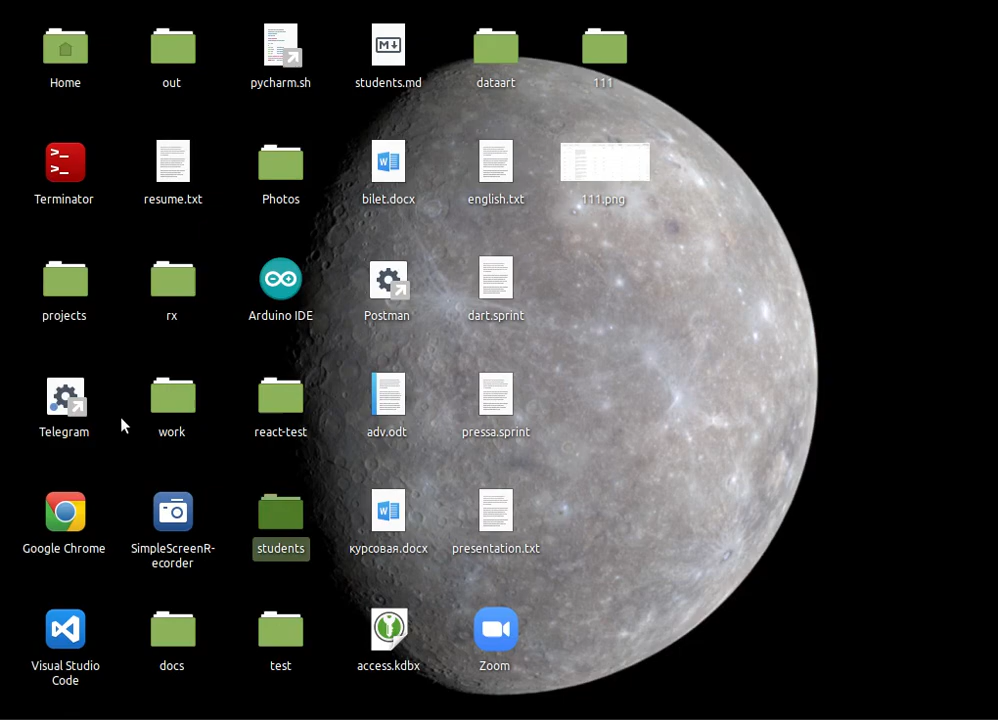 Home
out
pycharm.sh
students.md
dataart
111
Terminator
resume.txt
Photos
bilet.docx
english.txt
111.png
projects
rx
Arduino IDE
Postman
dart.sprint
Telegram
work
react-test
adv.odt
pressa.sprint
Google Chrome
SimpleScreenR-
ecorder
students
курсовая.docx
presentation.txt
Visual Studio
Code
docs
test
access.kdbx
Zoom